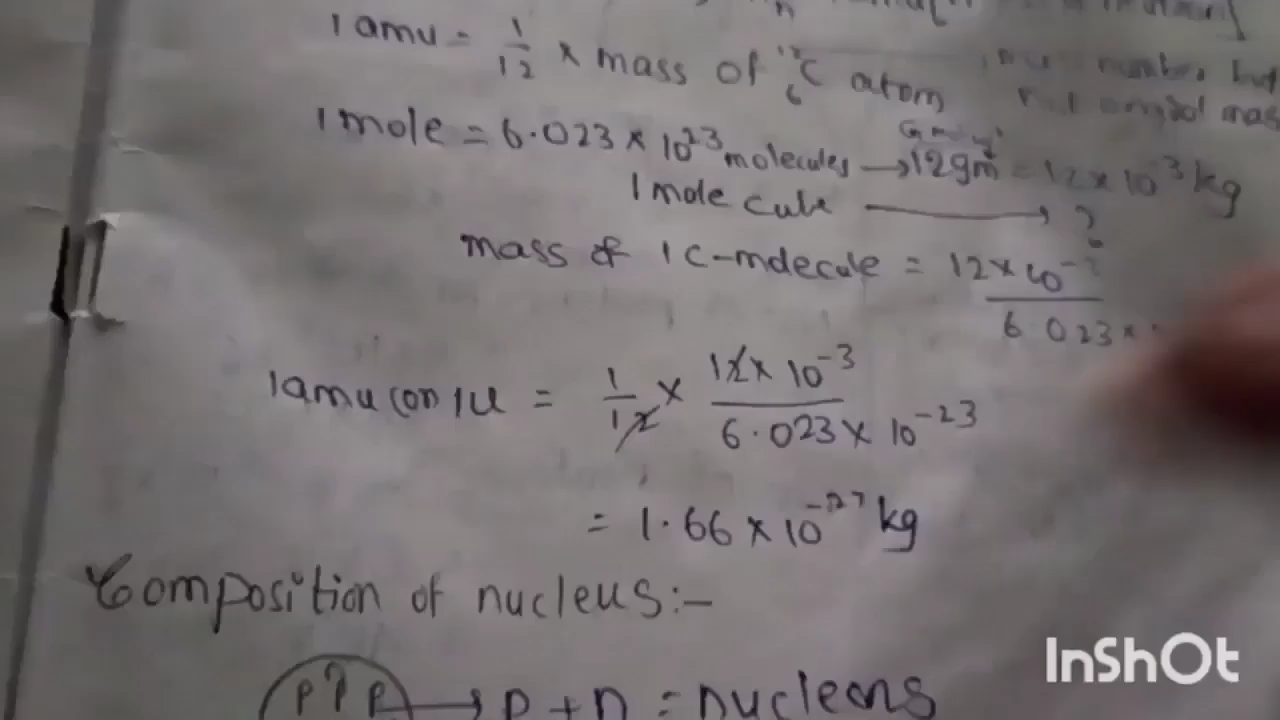 1 amu = 1/12 × mass of ¹²₆C atom
1 mole = 6.023 × 10²³ molecules → 12gm = 12 × 10⁻³ kg
1 molecule → ?
mass of 1 C-molecule = 12 × 10 / 6.023 ×
1 amu (or) 1u = 1/12 × 12 × 10⁻³ / 6.023 × 10⁻²³
= 1.66 × 10⁻²⁷ kg
Composition of nucleus:-
P P → p + n = nucleons
InShOt